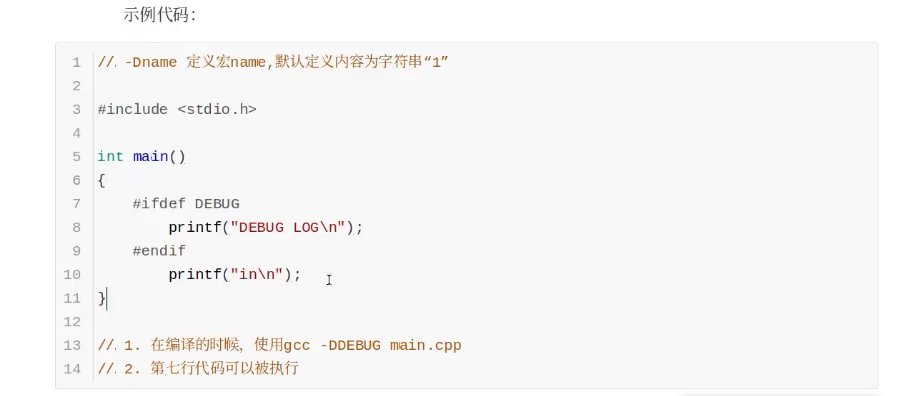 示例代码：
1 // -Dname 定义宏name,默认定义内容为字符串“1”
2
3 #include <stdio.h>
4
5 int main()
6 {
7 #ifdef DEBUG
8 printf("DEBUG LOG\n");
9 #endif
10 printf("in\n");
11 }
12
13 // 1. 在编译的时候，使用gcc -DDEBUG main.cpp
14 // 2. 第七行代码可以被执行